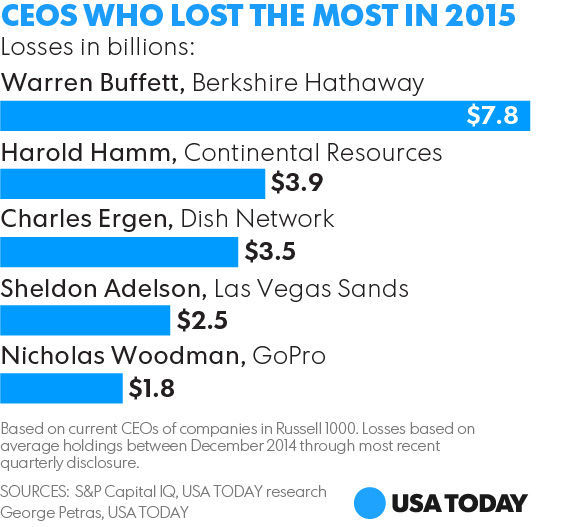 CEOS WHO LOST THE MOST IN 2015
Losses in billions:
Warren Buffett, Berkshire Hathaway
$7.8
Harold Hamm, Continental Resources
$3.9
Charles Ergen, Dish Network
$3.5
Sheldon Adelson, Las Vegas Sands
$2.5
Nicholas Woodman, GoPro
$1.8
Based on current CEOs of companies in Russell 1000. Losses based on
average holdings between December 2014 through most recent
quarterly disclosure.
SOURCES: S&P Capital IQ, USA TODAY research
George Petras, USA TODAY
USA TODAY